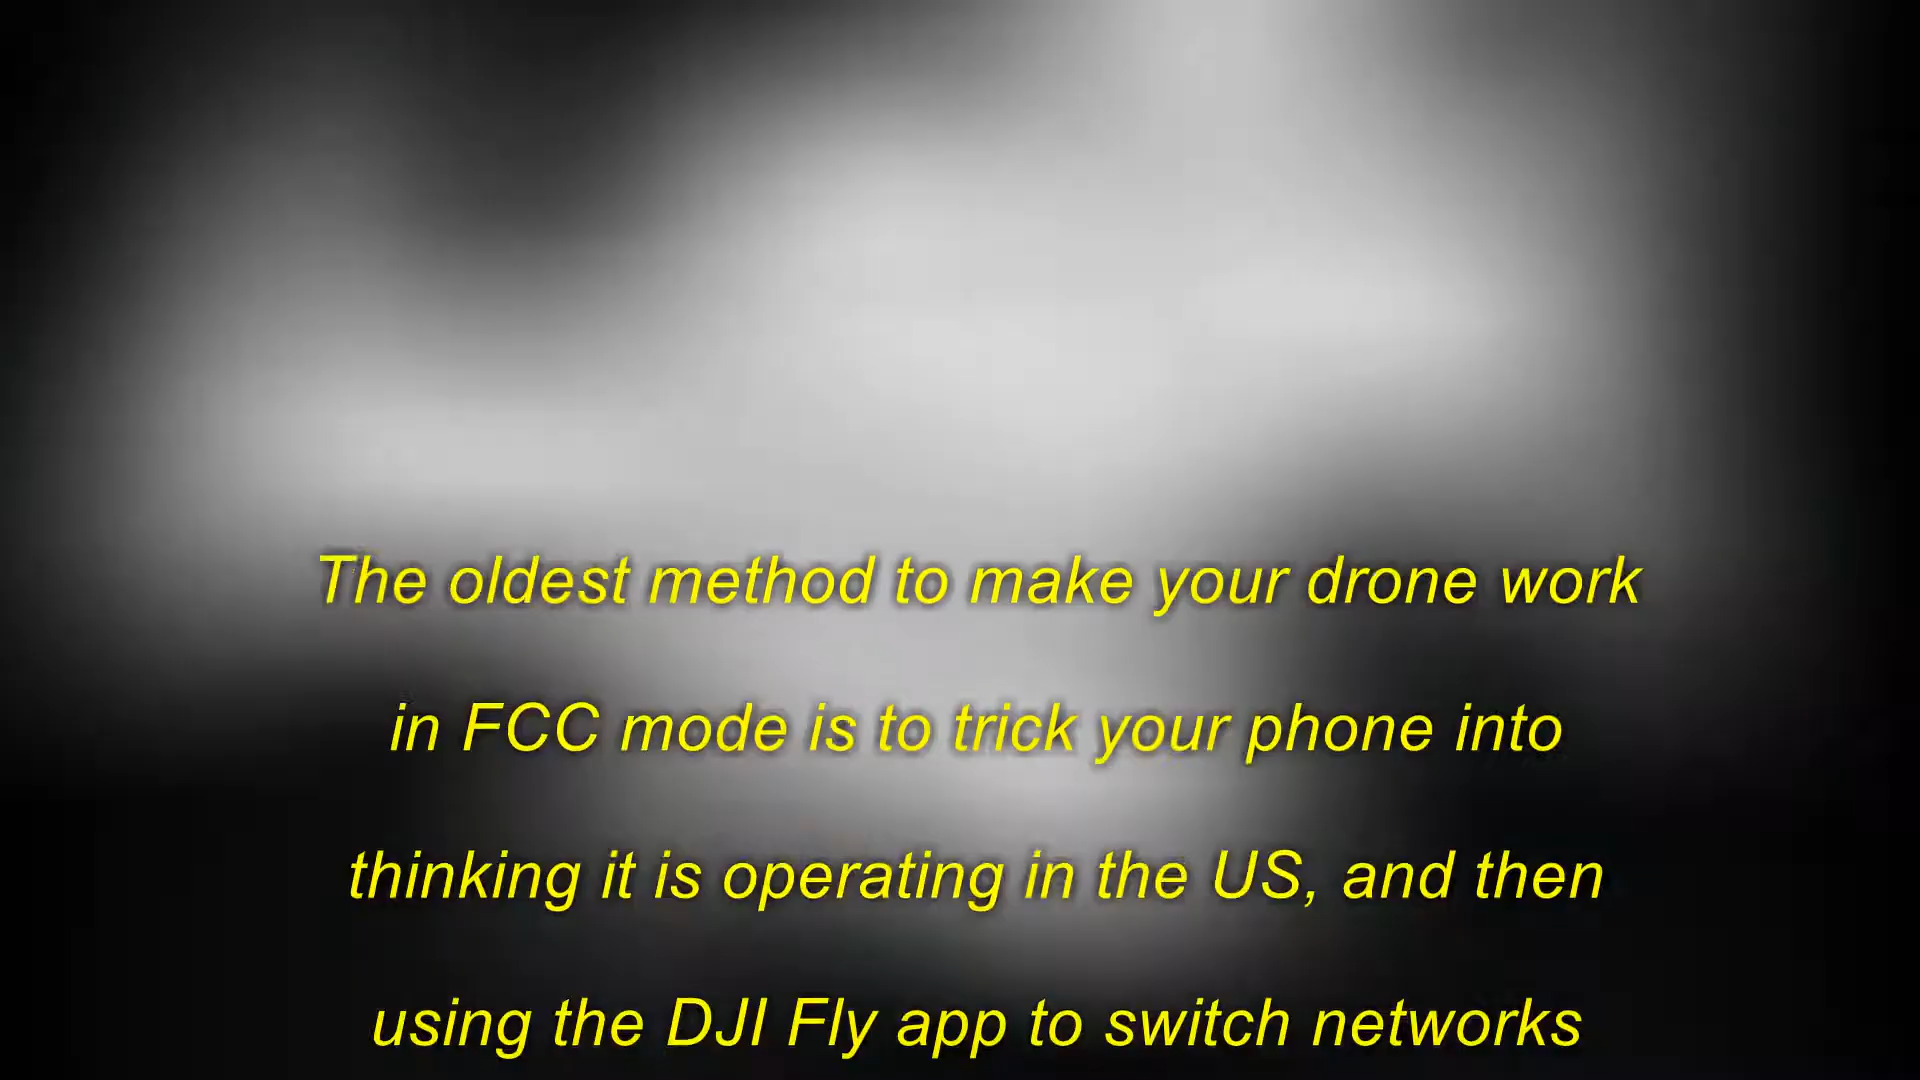 The oldest method to make your drone work
in FCC mode is to trick your phone into
thinking it is operating in the US, and then
using the DJI Fly app to switch networks